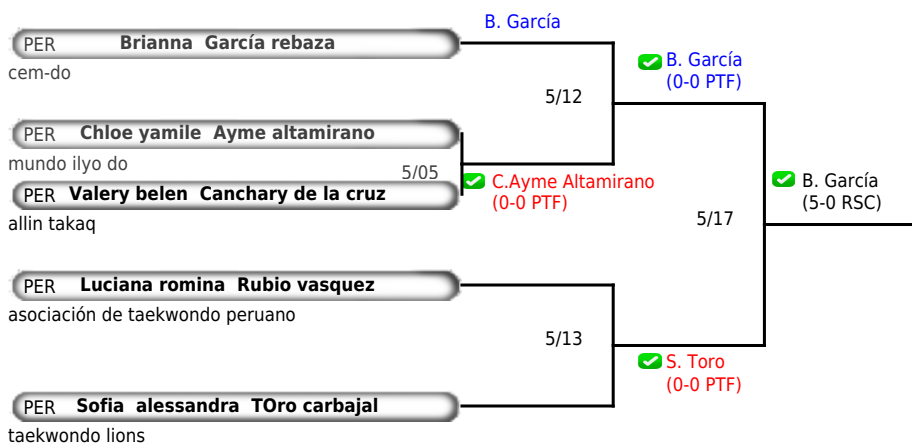 B. García
PER Brianna García rebaza
cem-do
B. García
(0-0 PTF)
5/12
PER Chloe yamile Ayme altamirano
mundo ilyo do
5/05
C.Ayme Altamirano
(0-0 PTF)
B. García
(5-0 RSC)
PER Valery belen Canchary de la cruz
allin takaq
5/17
PER Luciana romina Rubio vasquez
asociación de taekwondo peruano
5/13
S. Toro
(0-0 PTF)
PER Sofia alessandra TOro carbajal
taekwondo lions